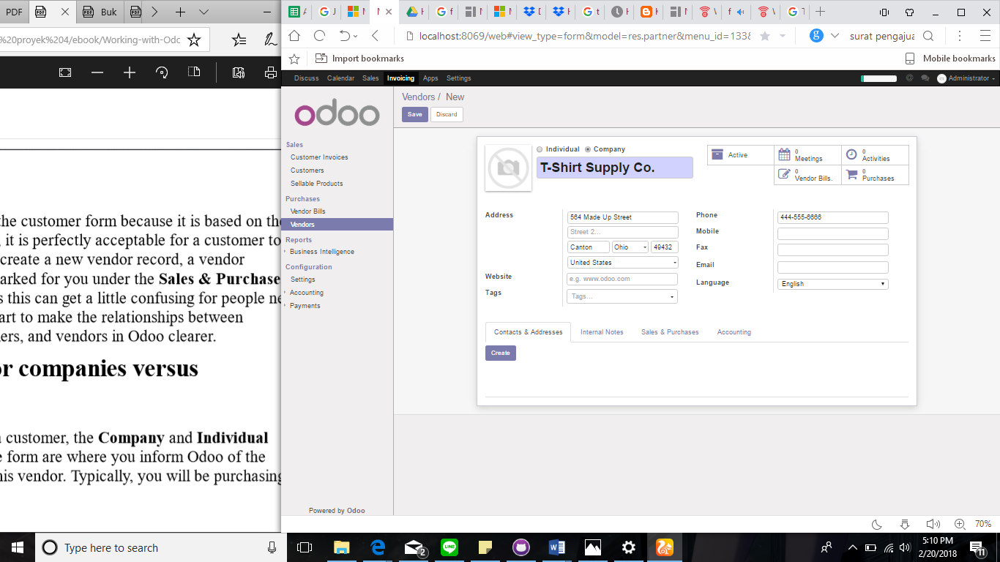 PDF
Buk
%20proyek%204/ebook/Working-with-Odo
the customer form because it is based on the
, it is perfectly acceptable for a customer to
create a new vendor record, a vendor
arked for you under the Sales & Purchase
s this can get a little confusing for people ne
art to make the relationships between
ers, and vendors in Odoo clearer.
or companies versus
a customer, the Company and Individual
e form are where you inform Odoo of the
his vendor. Typically, you will be purchasing
localhost:8069/web#view_type=form&model=res.partner&menu_id=133&
surat pengajua
Import bookmarks
Mobile bookmarks
Discuss Calendar Sales Invoicing Apps Settings
Administrator
odoo
Sales
Customer Invoices
Customers
Sellable Products
Purchases
Vendor Bills
Vendors
Reports
Business Intelligence
Configuration
Settings
Accounting
Payments
Powered by Odoo
Vendors / New
Save Discard
Individual Company
T-Shirt Supply Co.
Active
0 Meetings
0 Activities
0 Vendor Bills.
0 Purchases
Address
564 Made Up Street
Street 2...
Canton Ohio 49432
United States
Website e.g. www.odoo.com
Tags Tags...
Phone 444-555-6666
Mobile
Fax
Email
Language English
Contacts & Addresses Internal Notes Sales & Purchases Accounting
Create
70%
Type here to search
2
5:10 PM
2/20/2018
11